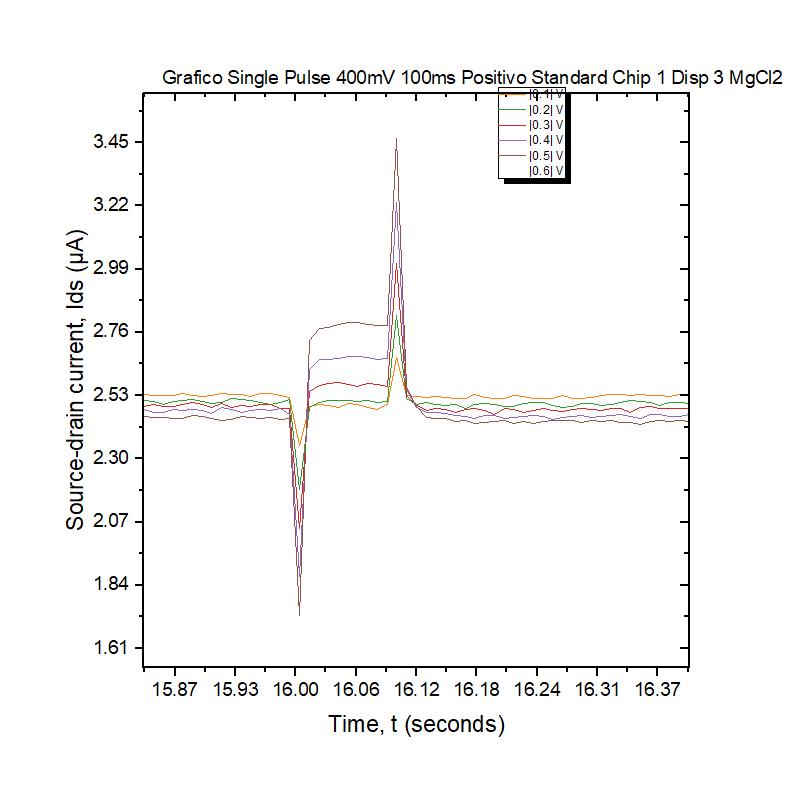 Grafico Single Pulse 400mV 100ms Positivo Standard Chip 1 Disp 3 MgCl2
|0.1| V
|0.2| V
|0.3| V
|0.4| V
|0.5| V
|0.6| V
3.45
3.22
2.99
2.76
2.53
2.30
2.07
1.84
1.61
Source-drain current, Ids (µA)
15.87 15.93 16.00 16.06 16.12 16.18 16.24 16.31 16.37
Time, t (seconds)